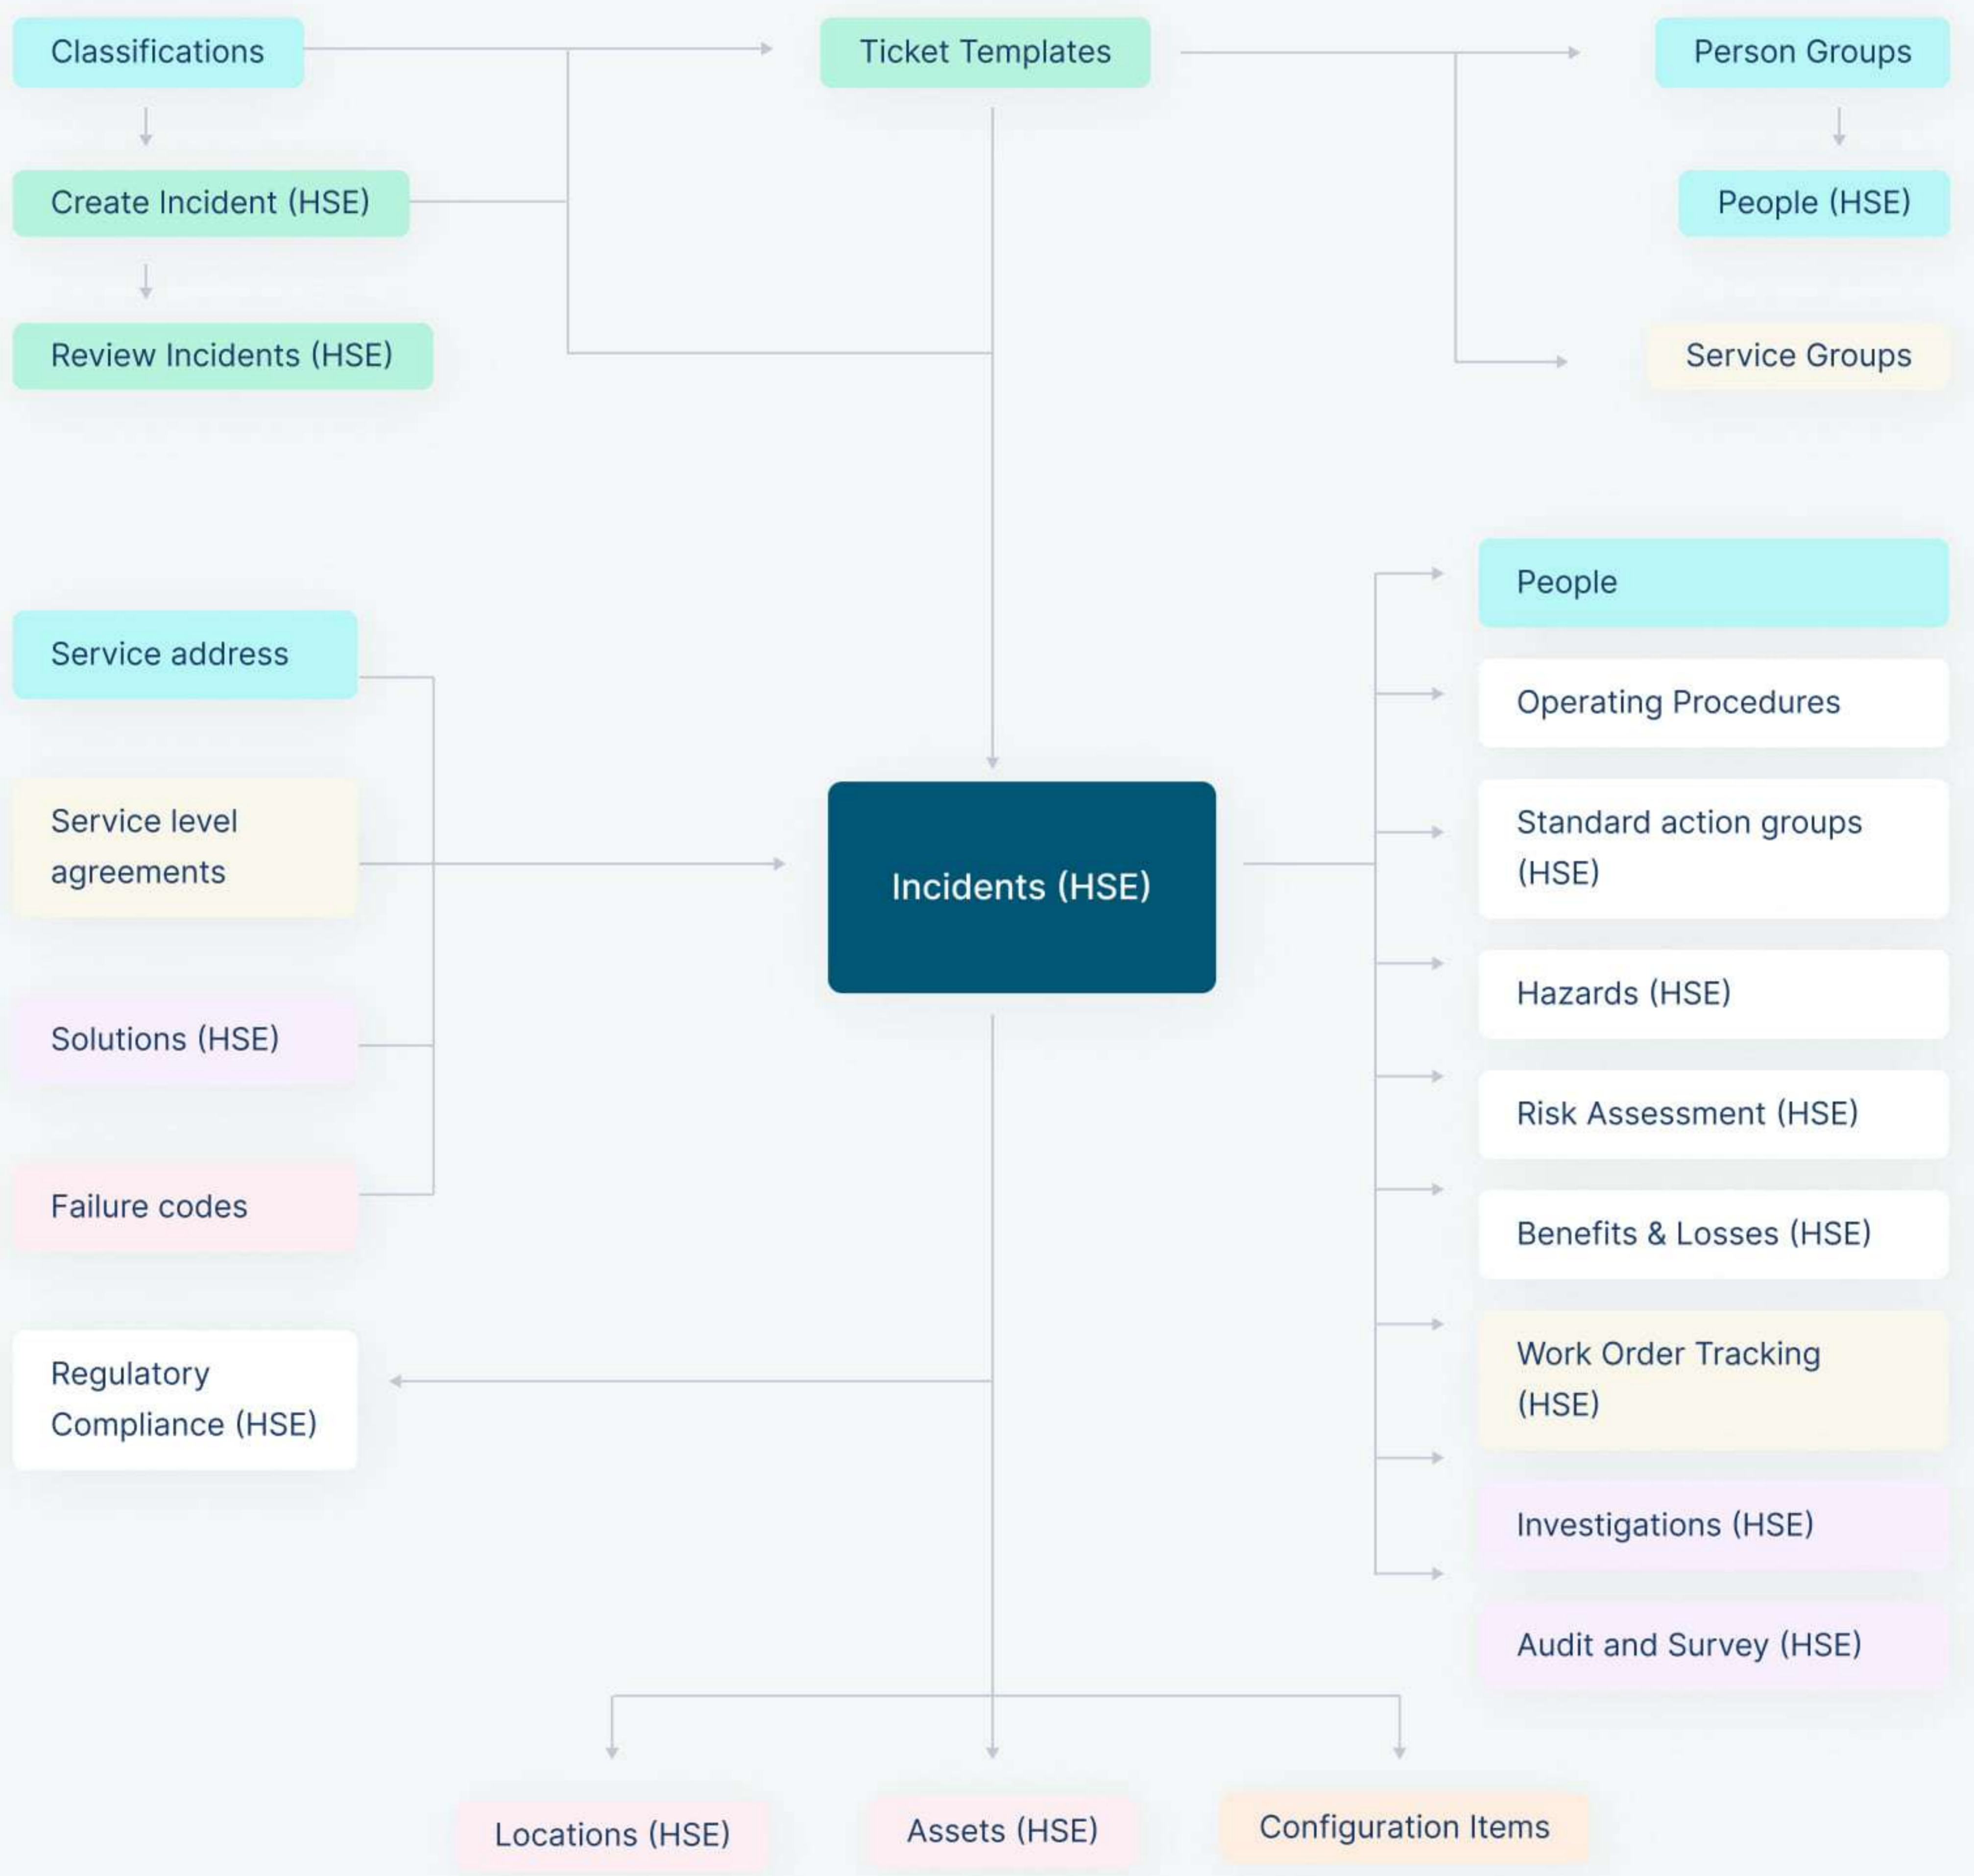 Classifications
Ticket Templates
Person Groups
Create Incident (HSE)
People (HSE)
Review Incidents (HSE)
Service Groups
Service address
Service level
agreements
Solutions (HSE)
Failure codes
Regulatory
Compliance (HSE)
Incidents (HSE)
People
Operating Procedures
Standard action groups
(HSE)
Hazards (HSE)
Risk Assessment (HSE)
Benefits & Losses (HSE)
Work Order Tracking
(HSE)
Investigations (HSE)
Audit and Survey (HSE)
Locations (HSE)
Assets (HSE)
Configuration Items